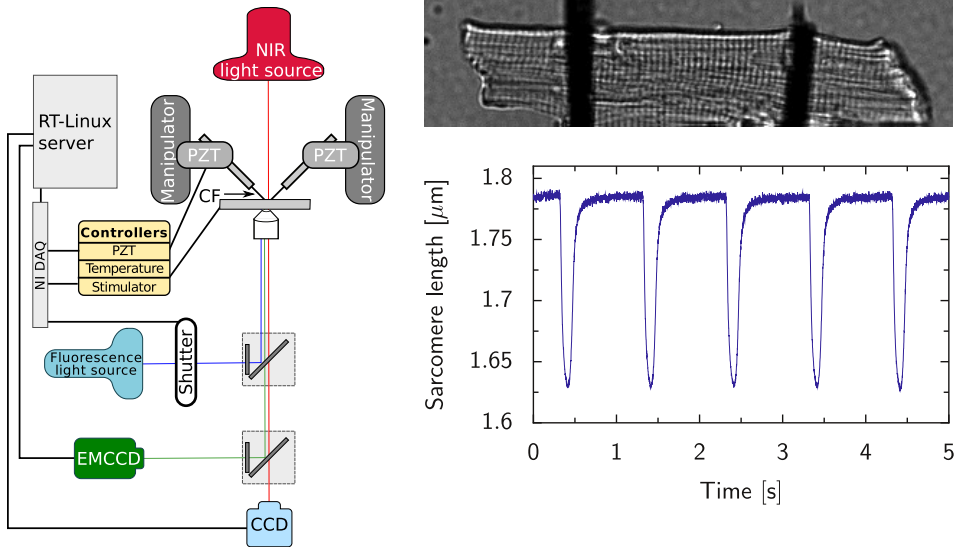 NIR
light source
RT-Linux
server
Manipulator
PZT
PZT
Manipulator
CF
NI DAQ
Controllers
PZT
Temperature
Stimulator
Fluorescence
light source
Shutter
EMCCD
CCD
Sarcomere length [μm]
1.8
1.75
1.7
1.65
1.6
0
1
2
3
4
5
Time [s]